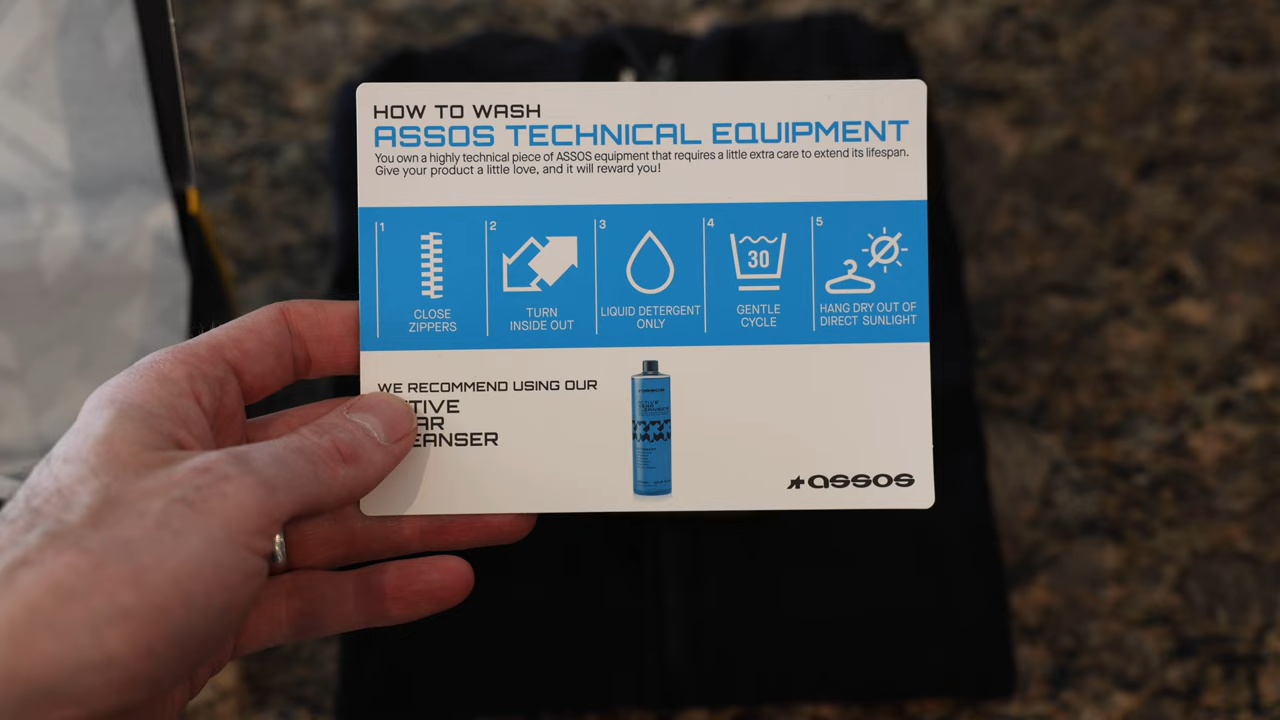 HOW TO WASH
ASSOS TECHNICAL EQUIPMENT
You own a highly technical piece of ASSOS equipment that requires a little extra care to extend its lifespan.
Give your product a little love, and it will reward you!
1
2
3
4
5
30
CLOSE
ZIPPERS
TURN
INSIDE OUT
LIQUID DETERGENT
ONLY
GENTLE
CYCLE
HANG DRY OUT OF
DIRECT SUNLIGHT
WE RECOMMEND USING OUR
TIVE
AR
EANSER
assos